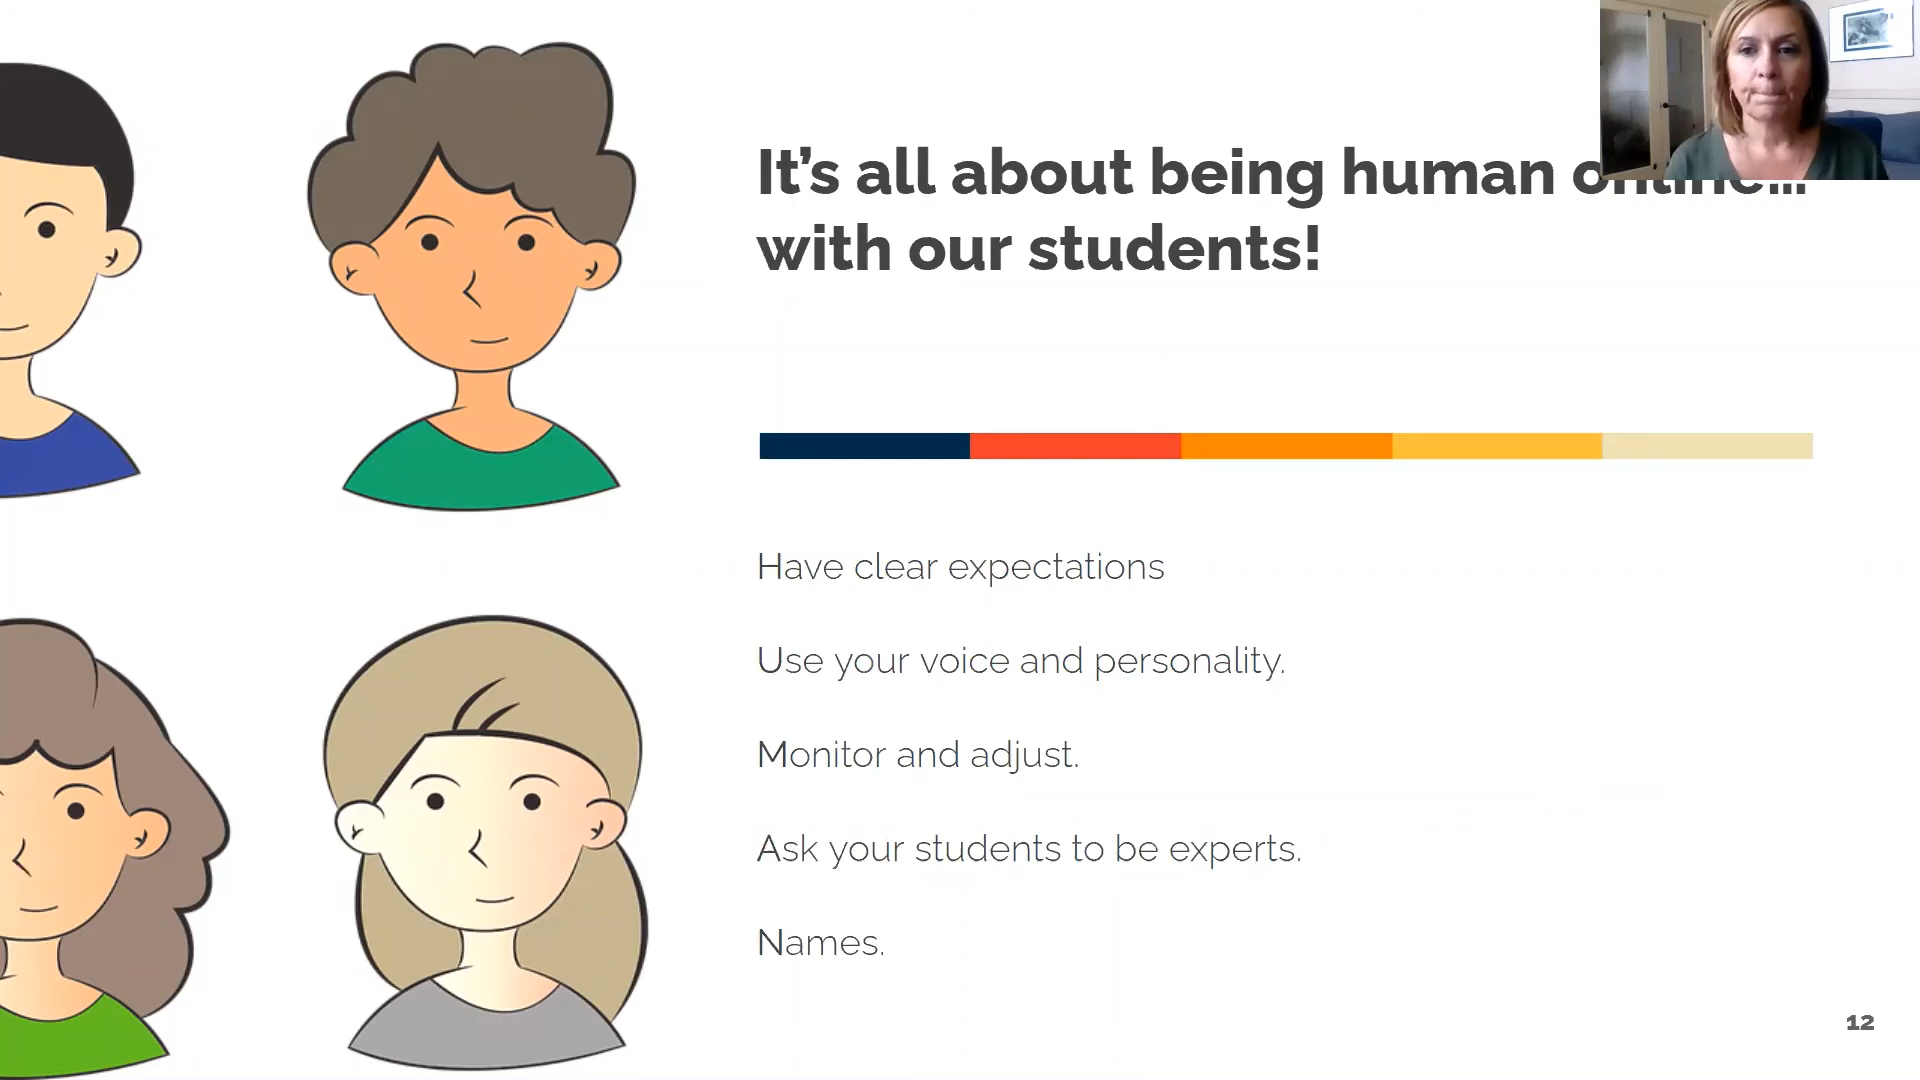 It’s all about being human online...
with our students!
Have clear expectations
Use your voice and personality.
Monitor and adjust.
Ask your students to be experts.
Names.
12